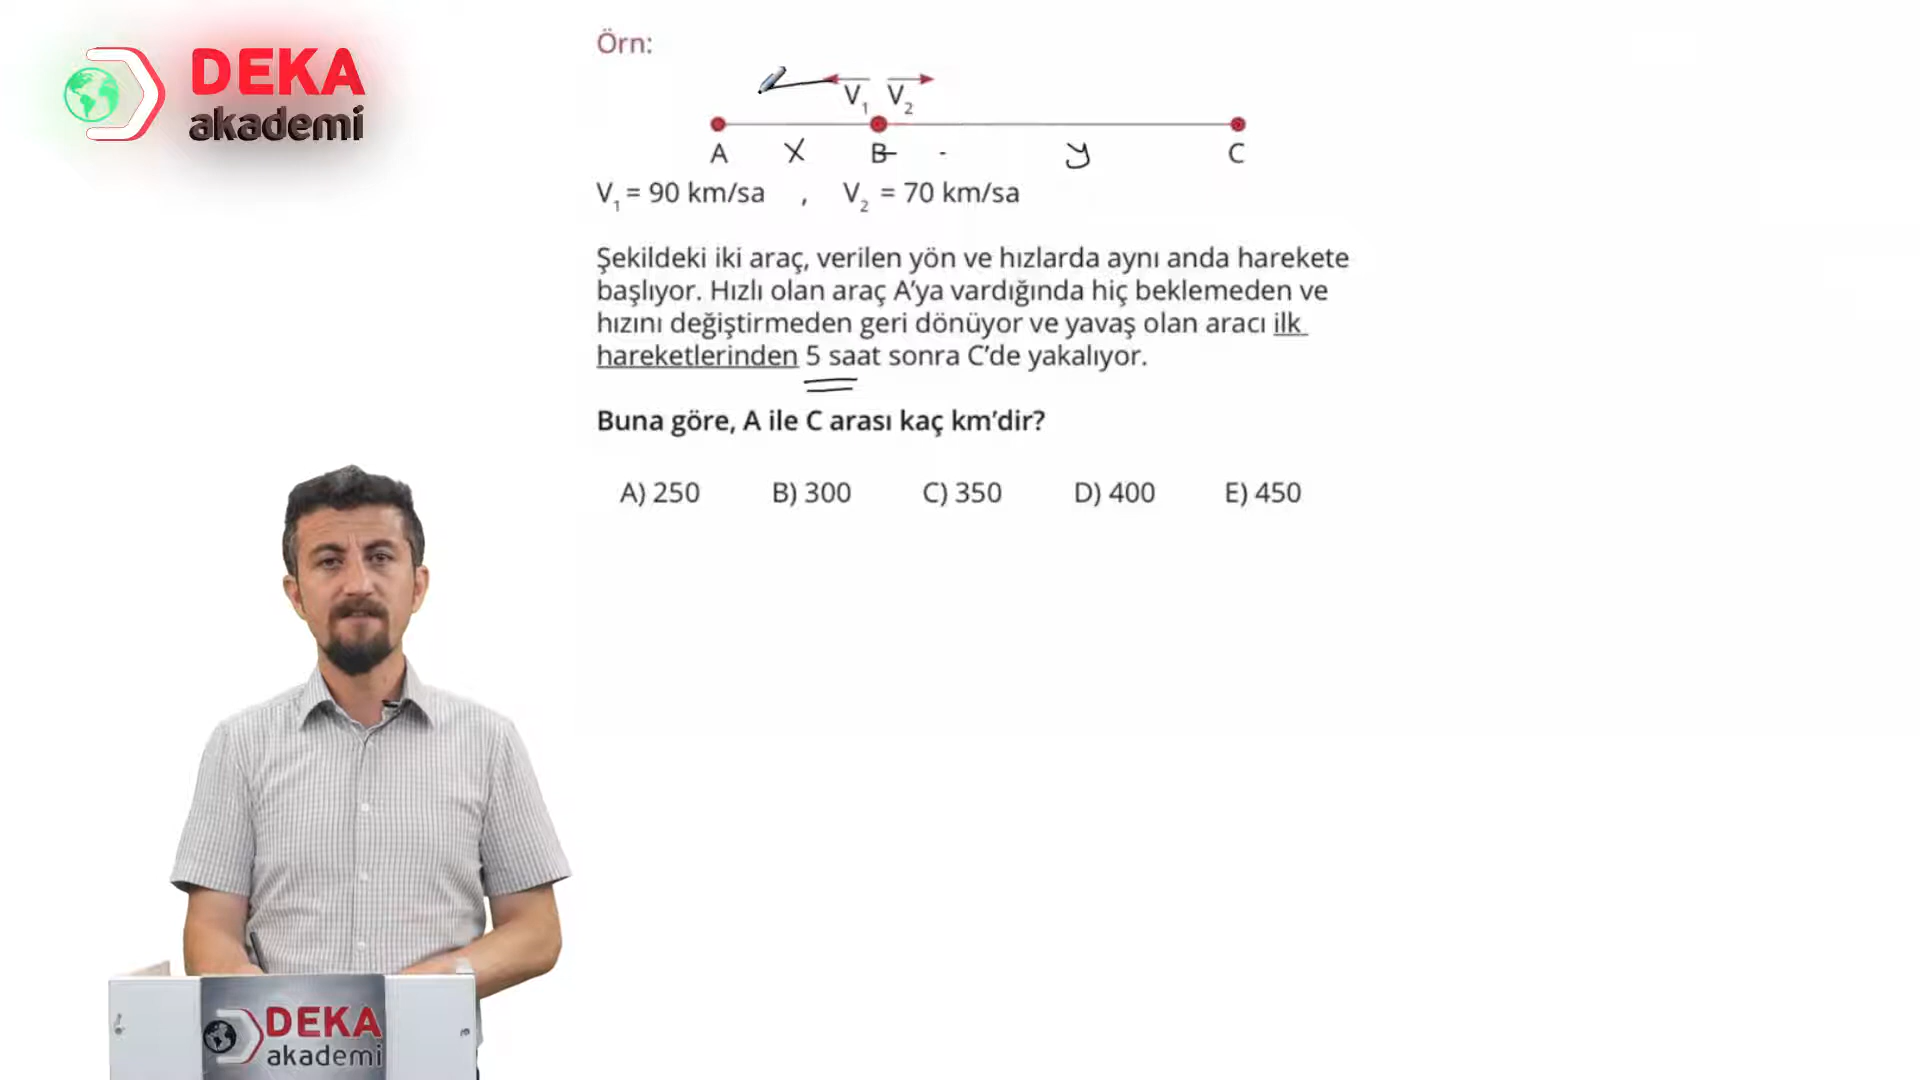 DEKA
akademi
Örn:
V1 V2
A x B y C
V1 = 90 km/sa , V2 = 70 km/sa
Şekildeki iki araç, verilen yön ve hızlarda aynı anda harekete
başlıyor. Hızlı olan araç A’ya vardığında hiç beklemeden ve
hızını değiştirmeden geri dönüyor ve yavaş olan aracı ilk
hareketlerinden 5 saat sonra C’de yakalıyor.
Buna göre, A ile C arası kaç km’dir?
A) 250 B) 300 C) 350 D) 400 E) 450
DEKA
akademi